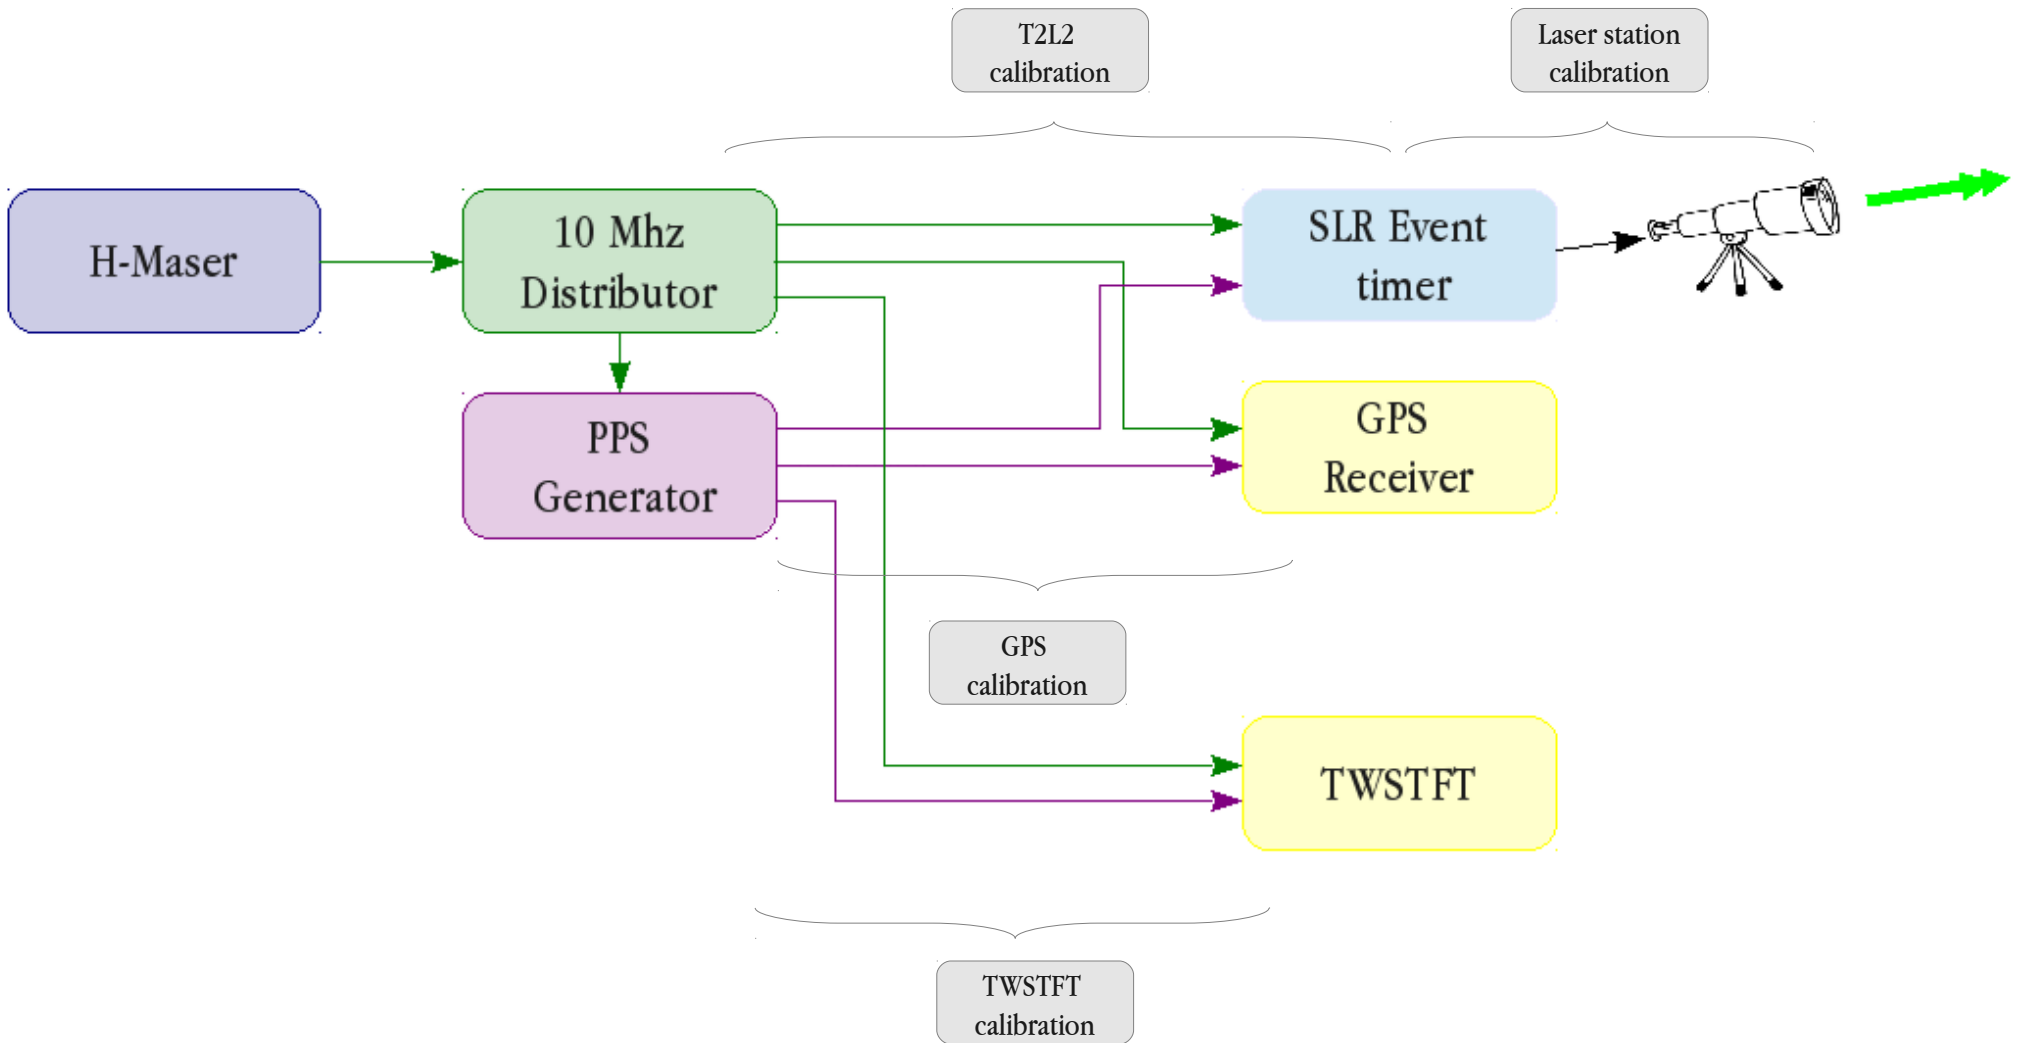 T2L2
calibration
Laser station
calibration
H-Maser
10 Mhz
Distributor
SLR Event
timer
PPS
Generator
GPS
Receiver
GPS
calibration
TWSTFT
TWSTFT
calibration